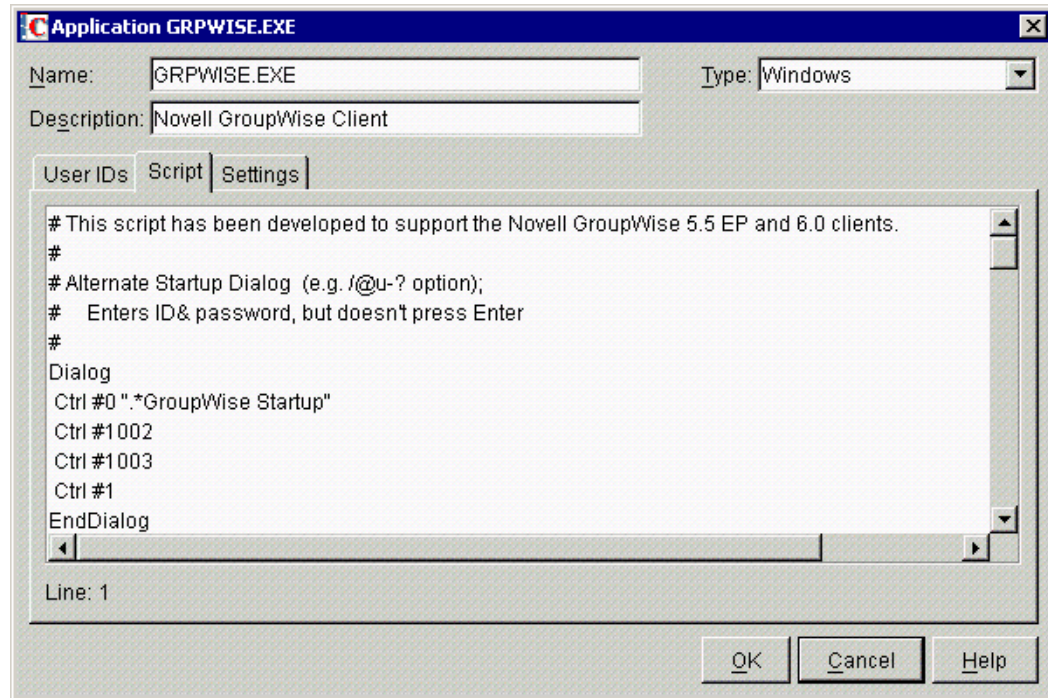 Application GRPWISE.EXE
Name: GRPWISE.EXE Type: Windows
Description: Novell GroupWise Client
User IDs Script Settings
# This script has been developed to support the Novell GroupWise 5.5 EP and 6.0 clients.
#
# Alternate Startup Dialog (e.g. /@u-? option);
# Enters ID& password, but doesn't press Enter
#
Dialog
Ctrl #0 ".*GroupWise Startup"
Ctrl #1002
Ctrl #1003
Ctrl #1
EndDialog
Line: 1
OK Cancel Help